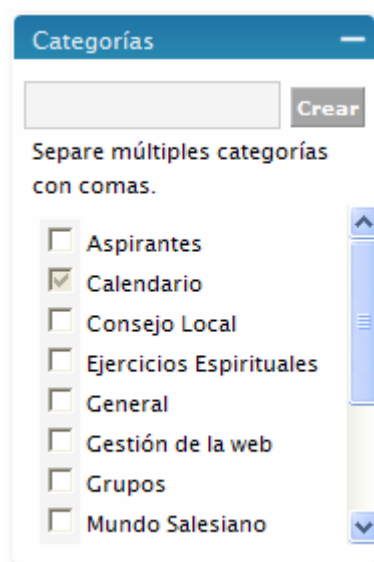 Categorías
Crear
Separe múltiples categorías
con comas.
Aspirantes
Calendario
Consejo Local
Ejercicios Espirituales
General
Gestión de la web
Grupos
Mundo Salesiano